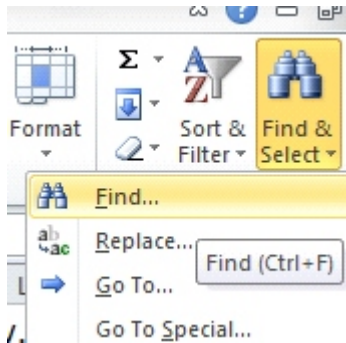 Format
Sort &
Filter
Find &
Select
Find...
Replace...
Find (Ctrl+F)
Go To...
Go To Special...